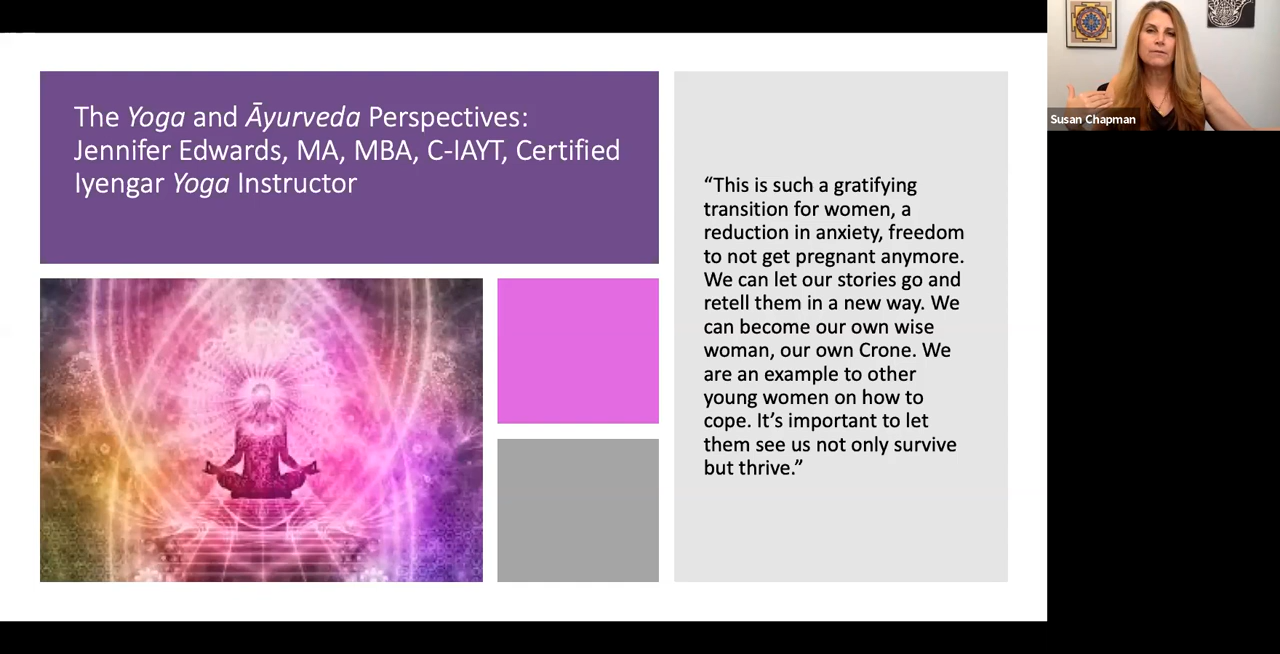 The Yoga and Āyurveda Perspectives:
Jennifer Edwards, MA, MBA, C-IAYT, Certified
Iyengar Yoga Instructor
“This is such a gratifying
transition for women, a
reduction in anxiety, freedom
to not get pregnant anymore.
We can let our stories go and
retell them in a new way. We
can become our own wise
woman, our own Crone. We
are an example to other
young women on how to
cope. It’s important to let
them see us not only survive
but thrive.”
Susan Chapman